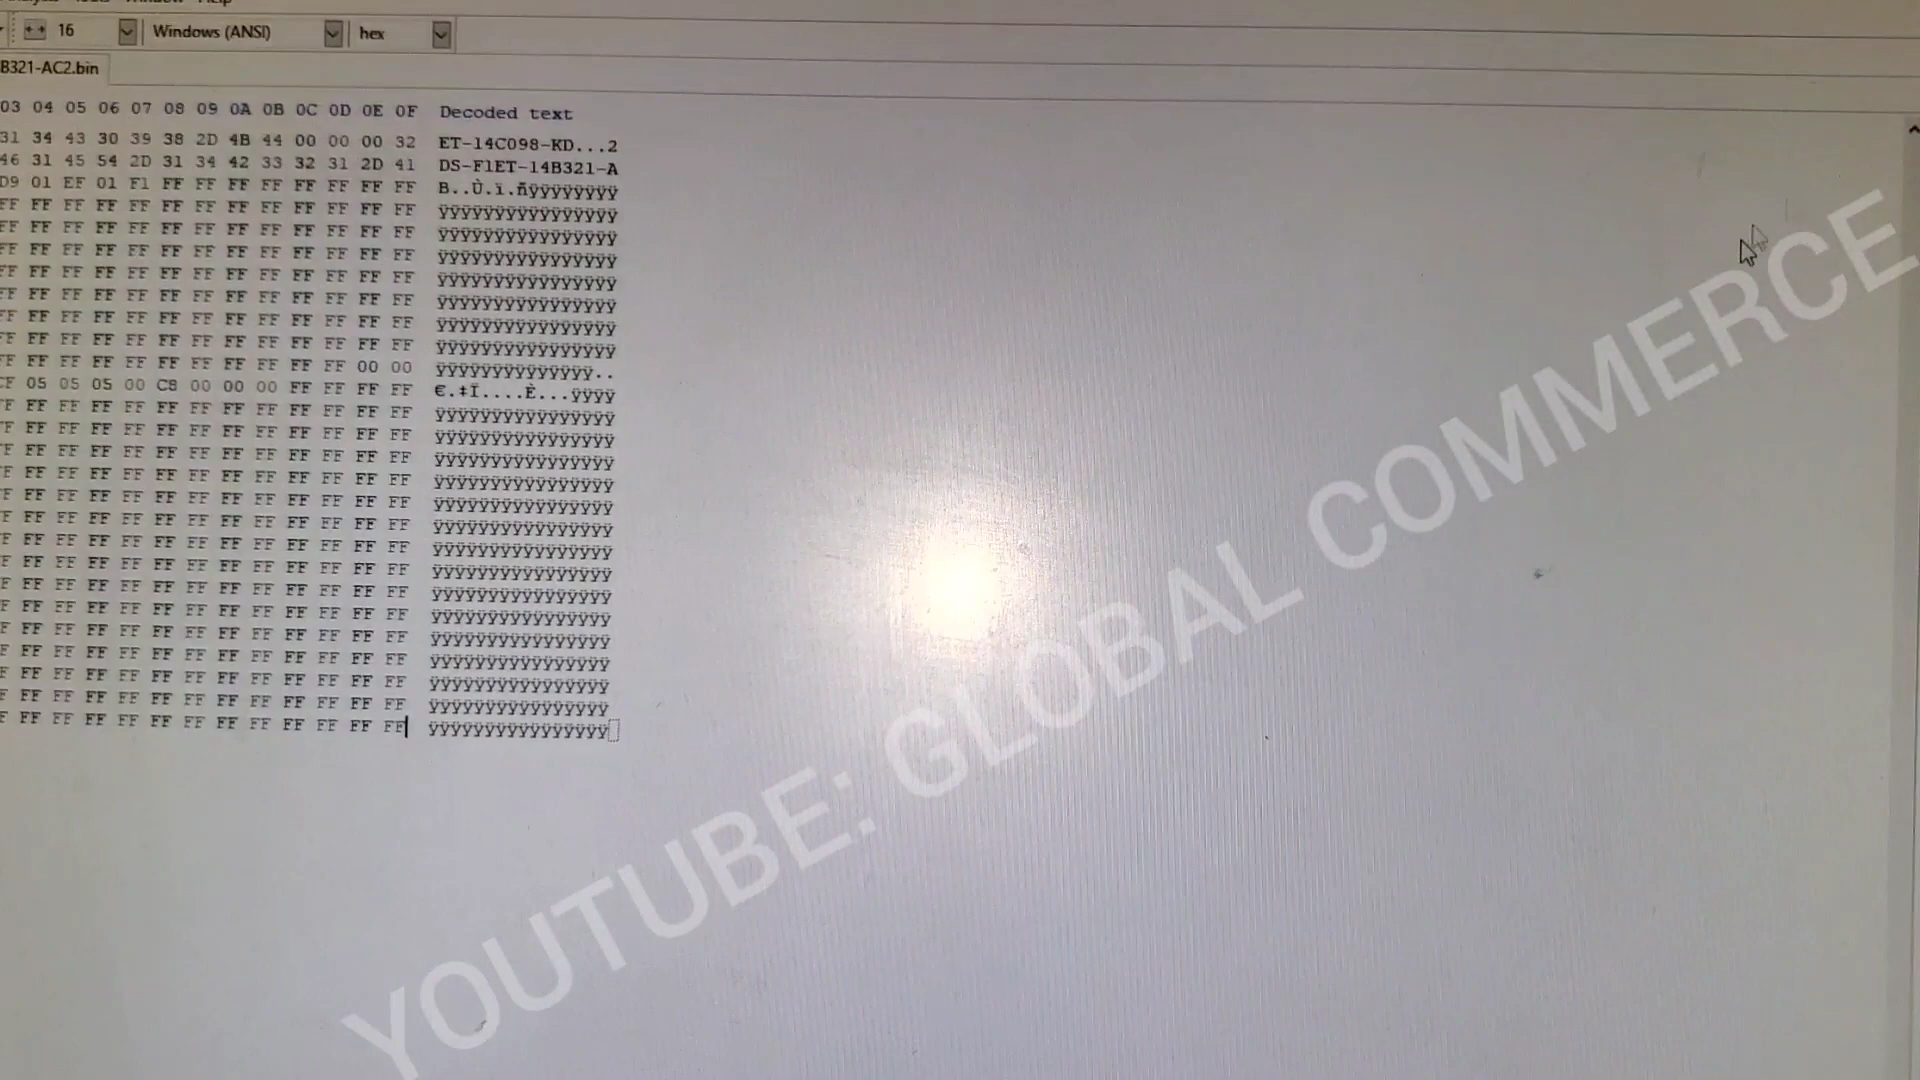 16 Windows (ANSI) hex
B321-AC2.bin
03 04 05 06 07 08 09 0A 0B 0C 0D 0E 0F Decoded text
31 34 43 30 39 38 2D 4B 44 00 00 00 32 ET-14C098-KD...2
46 31 45 54 2D 31 34 42 33 32 31 2D 41 DS-F1ET-14B321-A
D9 01 EF 01 F1 FF FF FF FF FF FF FF FF B..Ù.ï.ñÿÿÿÿÿÿÿÿ
FF FF FF FF FF FF FF FF FF FF FF FF FF ÿÿÿÿÿÿÿÿÿÿÿÿÿÿÿÿ
FF FF FF FF FF FF FF FF FF FF FF FF FF ÿÿÿÿÿÿÿÿÿÿÿÿÿÿÿÿ
FF FF FF FF FF FF FF FF FF FF FF FF FF ÿÿÿÿÿÿÿÿÿÿÿÿÿÿÿÿ
FF FF FF FF FF FF FF FF FF FF FF FF FF ÿÿÿÿÿÿÿÿÿÿÿÿÿÿÿÿ
FF FF FF FF FF FF FF FF FF FF FF FF FF ÿÿÿÿÿÿÿÿÿÿÿÿÿÿÿÿ
FF FF FF FF FF FF FF FF FF FF FF FF FF ÿÿÿÿÿÿÿÿÿÿÿÿÿÿÿÿ
FF FF FF FF FF FF FF FF FF FF FF FF FF ÿÿÿÿÿÿÿÿÿÿÿÿÿÿÿÿ
FF FF FF FF FF FF FF FF FF FF FF 00 00 ÿÿÿÿÿÿÿÿÿÿÿÿÿÿ..
CF 05 05 05 00 C8 00 00 00 FF FF FF FF €.‡Ï....È...ÿÿÿÿ
FF FF FF FF FF FF FF FF FF FF FF FF FF ÿÿÿÿÿÿÿÿÿÿÿÿÿÿÿÿ
FF FF FF FF FF FF FF FF FF FF FF FF FF ÿÿÿÿÿÿÿÿÿÿÿÿÿÿÿÿ
FF FF FF FF FF FF FF FF FF FF FF FF FF ÿÿÿÿÿÿÿÿÿÿÿÿÿÿÿÿ
FF FF FF FF FF FF FF FF FF FF FF FF FF ÿÿÿÿÿÿÿÿÿÿÿÿÿÿÿÿ
FF FF FF FF FF FF FF FF FF FF FF FF FF ÿÿÿÿÿÿÿÿÿÿÿÿÿÿÿÿ
F FF FF FF FF FF FF FF FF FF FF FF FF ÿÿÿÿÿÿÿÿÿÿÿÿÿÿÿÿ
F FF FF FF FF FF FF FF FF FF FF FF FF ÿÿÿÿÿÿÿÿÿÿÿÿÿÿÿÿ
F FF FF FF FF FF FF FF FF FF FF FF FF ÿÿÿÿÿÿÿÿÿÿÿÿÿÿÿÿ
F FF FF FF FF FF FF FF FF FF FF FF FF ÿÿÿÿÿÿÿÿÿÿÿÿÿÿÿÿ
F FF FF FF FF FF FF FF FF FF FF FF FF ÿÿÿÿÿÿÿÿÿÿÿÿÿÿÿÿ
F FF FF FF FF FF FF FF FF FF FF FF FF ÿÿÿÿÿÿÿÿÿÿÿÿÿÿÿÿ
F FF FF FF FF FF FF FF FF FF FF FF FF ÿÿÿÿÿÿÿÿÿÿÿÿÿÿÿÿ
F FF FF FF FF FF FF FF FF FF FF FF FF ÿÿÿÿÿÿÿÿÿÿÿÿÿÿÿÿ
F FF FF FF FF FF FF FF FF FF FF FF FF ÿÿÿÿÿÿÿÿÿÿÿÿÿÿÿÿ
F FF FF FF FF FF FF FF FF FF FF FF FF ÿÿÿÿÿÿÿÿÿÿÿÿÿÿÿÿ
YOUTUBE: GLOBAL COMMERCE